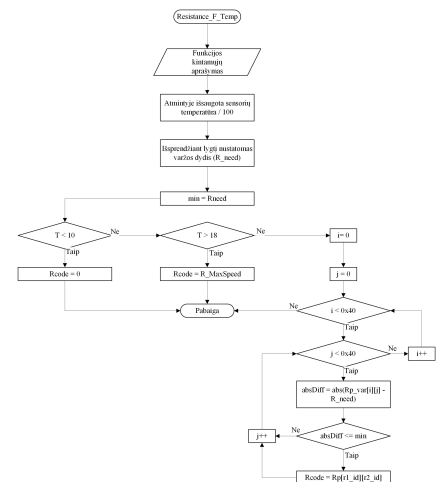 Resistance_F_Temp
Funkcijos
kintamųjų
aprašymas
Atmintyje išsaugota sensorių
temperatūra / 100
Išsprendžiant lygtį nustatomas
varžos dydis (R_need)
min = Rneed
T < 10
Ne
T > 18
Ne
i= 0
Taip
Taip
Rcode = 0
Rcode = R_MaxSpeed
j = 0
Pabaiga
Ne
i < 0x40
Taip
j < 0x40
Ne
i++
Taip
absDiff = abs(Rp_var[i][j] -
R_need)
j++
Ne
absDiff <= min
Taip
Rcode = Rp[r1_id][r2_id]